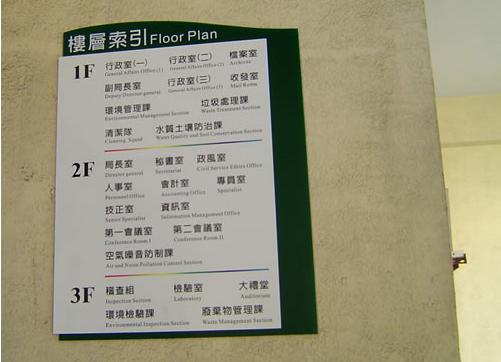 樓層索引 Floor Plan
1F 行政室(一) 行政室(二) 檔案室
General Affairs Office (1) General Affairs Office (2) Archives
副局長室 行政室(三) 收發室
Deputy Director-general General Affairs Office (3) Mail Room
環境管理課 垃圾處理課
Environmental Management Section Waste Treatment Section
清潔隊 水質土壤防治課
Cleaning Squad Water Quality and Soil Conservation Section
2F 局長室 秘書室 政風室
Director general Secretariat Civil Service Ethics Office
人事室 會計室 專員室
Personnel Office Accounting Office Specialist
技正室 資訊室
Senior Specialist Information Management Office
第一會議室 第二會議室
Conference Room I Conference Room II
空氣噪音防制課
Air and Noise Pollution Control Section
3F 稽查組 檢驗室 大禮堂
Inspection Section Laboratory Auditorium
環境檢驗課 廢棄物管理課
Environmental Inspection Section Waste Management Section